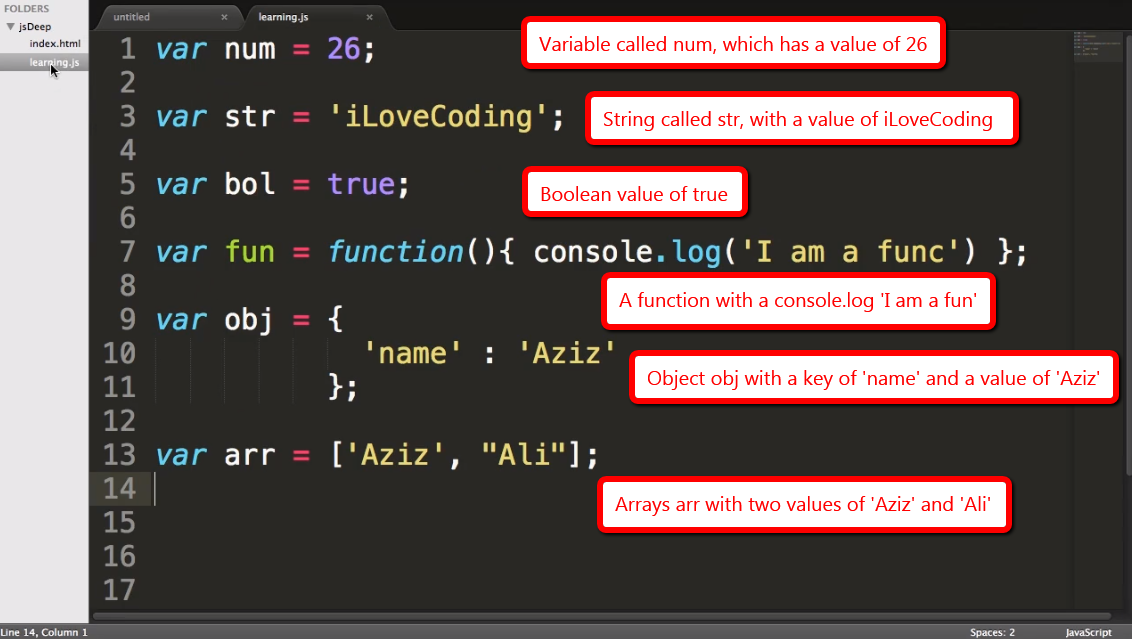 FOLDERS
jsDeep
index.html
learning.js
untitled ×
learning.js ×
1 var num = 26;
Variable called num, which has a value of 26
2
3 var str = 'iLoveCoding';
String called str, with a value of iLoveCoding
4
5 var bol = true;
Boolean value of true
6
7 var fun = function(){ console.log('I am a func') };
8
A function with a console.log 'I am a fun'
9 var obj = {
10 'name' : 'Aziz'
Object obj with a key of 'name' and a value of 'Aziz'
11 };
12
13 var arr = ['Aziz', "Ali"];
14
Arrays arr with two values of 'Aziz' and 'Ali'
15
16
17
Line 14, Column 1
Spaces: 2
JavaScript